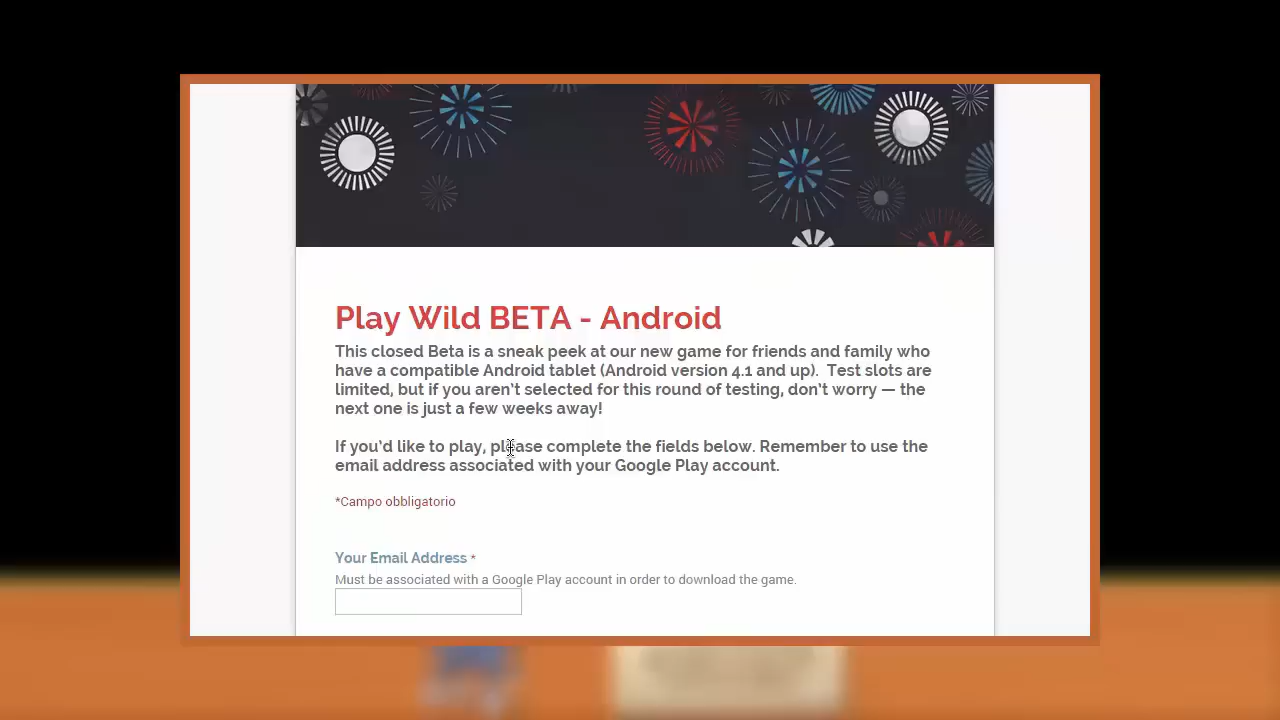 Play Wild BETA - Android
This closed Beta is a sneak peek at our new game for friends and family who
have a compatible Android tablet (Android version 4.1 and up).  Test slots are
limited, but if you aren't selected for this round of testing, don't worry — the
next one is just a few weeks away!
If you'd like to play, please complete the fields below. Remember to use the
email address associated with your Google Play account.
*Campo obbligatorio
Your Email Address *
Must be associated with a Google Play account in order to download the game.